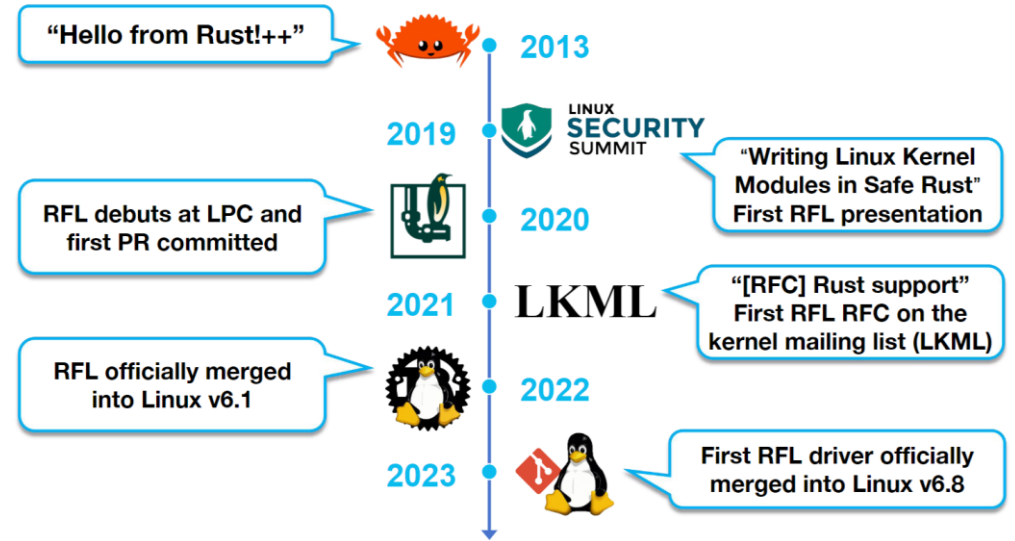 “Hello from Rust!++”
2013
2019
LINUX
SECURITY
SUMMIT
“Writing Linux Kernel
Modules in Safe Rust”
First RFL presentation
RFL debuts at LPC and
first PR committed
2020
2021
LKML
“[RFC] Rust support”
First RFL RFC on the
kernel mailing list (LKML)
RFL officially merged
into Linux v6.1
2022
2023
First RFL driver officially
merged into Linux v6.8